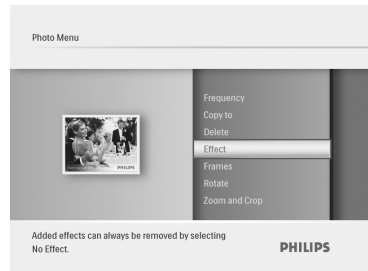 Photo Menu
Frequency
Copy to
Delete
Effect
Frames
Rotate
Zoom and Crop
PHILIPS
Added effects can always be removed by selecting
No Effect.
PHILIPS